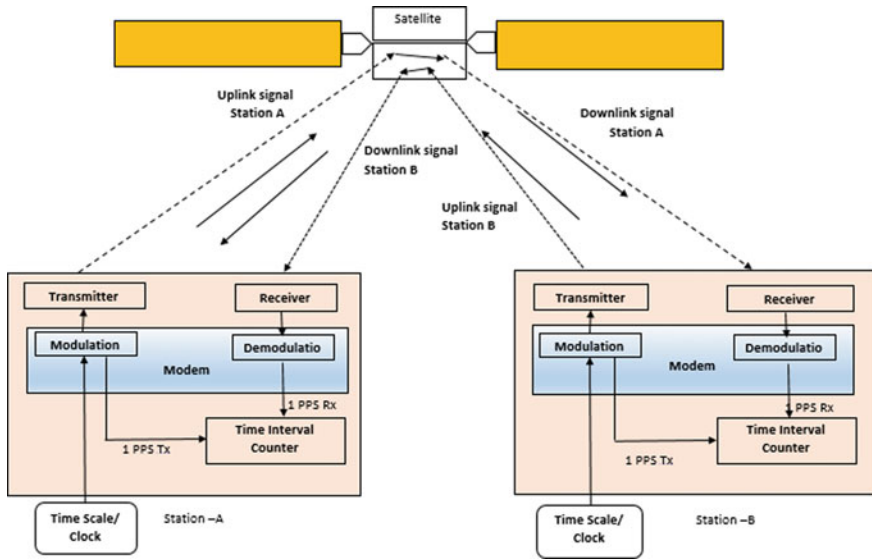 Satellite
Uplink signal
Station A
Downlink signal
Station B
Downlink signal
Station A
Uplink signal
Station B
Transmitter
Receiver
Modulation
Demodulatio
Modem
1 PPS Rx
1 PPS Tx
Time Interval
Counter
Time Scale/
Clock
Station –A
Transmitter
Receiver
Modulation
Demodulatio
Modem
1 PPS Rx
1 PPS Tx
Time Interval
Counter
Time Scale/
Clock
Station –B